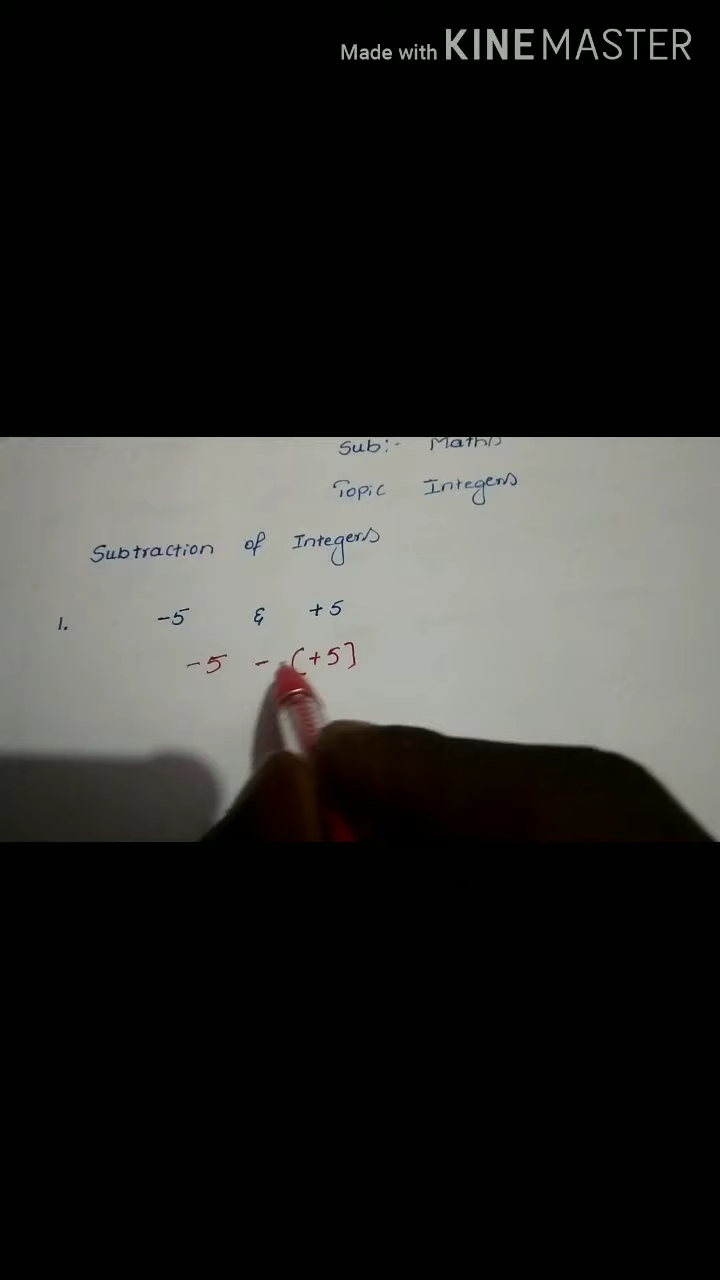 Made with KINEMASTER
Sub:- Maths
Topic Integers
Subtraction of Integers
1. -5 & +5
-5 - (+5]